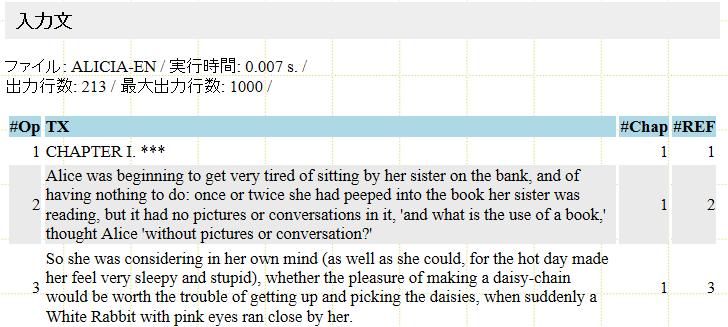 入力文
ファイル: ALICIA-EN / 実行時間: 0.007 s. /
出力行数: 213 / 最大出力行数: 1000 /
#Op TX #Chap #REF
1 CHAPTER I. *** 1 1
Alice was beginning to get very tired of sitting by her sister on the bank, and of
having nothing to do: once or twice she had peeped into the book her sister was
2 reading, but it had no pictures or conversations in it, 'and what is the use of a book,' 1 2
thought Alice 'without pictures or conversation?'
So she was considering in her own mind (as well as she could, for the hot day made
her feel very sleepy and stupid), whether the pleasure of making a daisy-chain
3 would be worth the trouble of getting up and picking the daisies, when suddenly a 1 3
White Rabbit with pink eyes ran close by her.